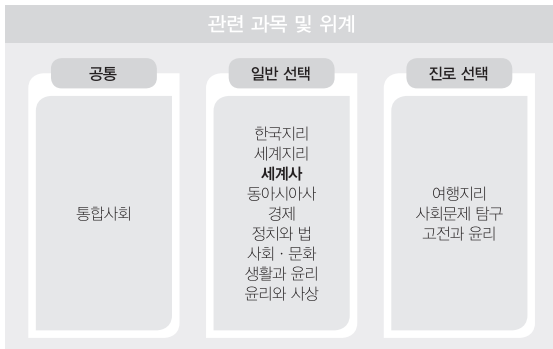 관련 과목 및 위계
공통
통합사회
일반 선택
한국지리
세계지리
세계사
동아시아사
경제
정치와 법
사회·문화
생활과 윤리
윤리와 사상
진로 선택
여행지리
사회문제 탐구
고전과 윤리